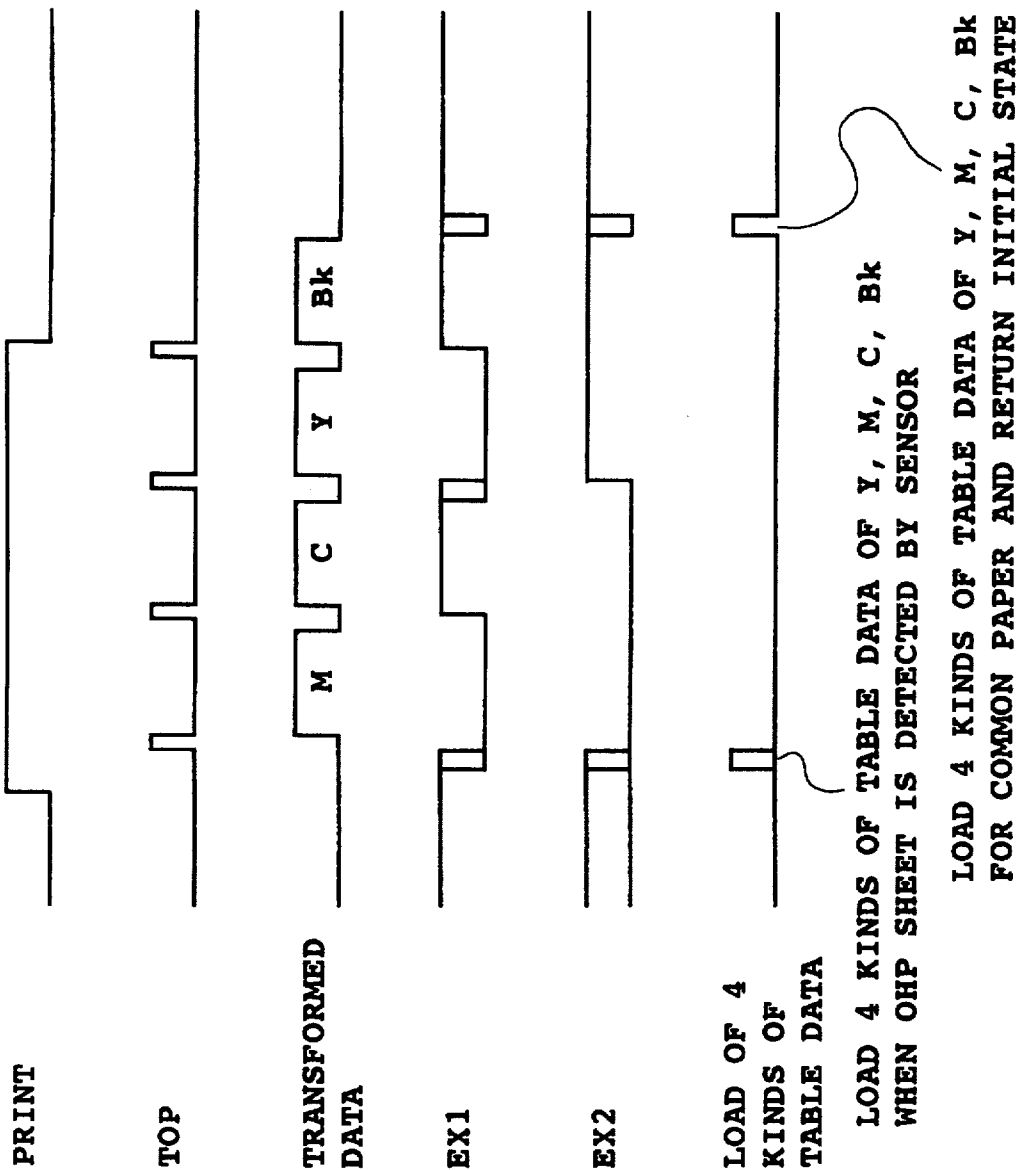 PRINT
TOP
TRANSFORMED
DATA
M
C
Y
Bk
EX1
EX2
LOAD OF 4
KINDS OF
TABLE DATA
LOAD 4 KINDS OF TABLE DATA OF Y, M, C, Bk
WHEN OHP SHEET IS DETECTED BY SENSOR
LOAD 4 KINDS OF TABLE DATA OF Y, M, C, Bk
FOR COMMON PAPER AND RETURN INITIAL STATE